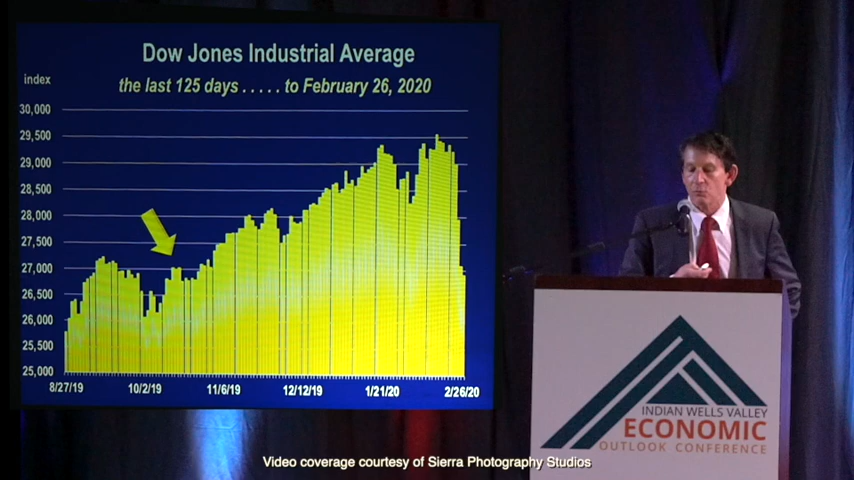 Dow Jones Industrial Average
the last 125 days . . . . . to February 26, 2020
index
30,000
29,500
29,000
28,500
28,000
27,500
27,000
26,500
26,000
25,500
25,000
8/27/19 10/2/19 11/6/19 12/12/19 1/21/20 2/26/20
INDIAN WELLS VALLEY
ECONOMIC
OUTLOOK CONFERENCE
Video coverage courtesy of Sierra Photography Studios